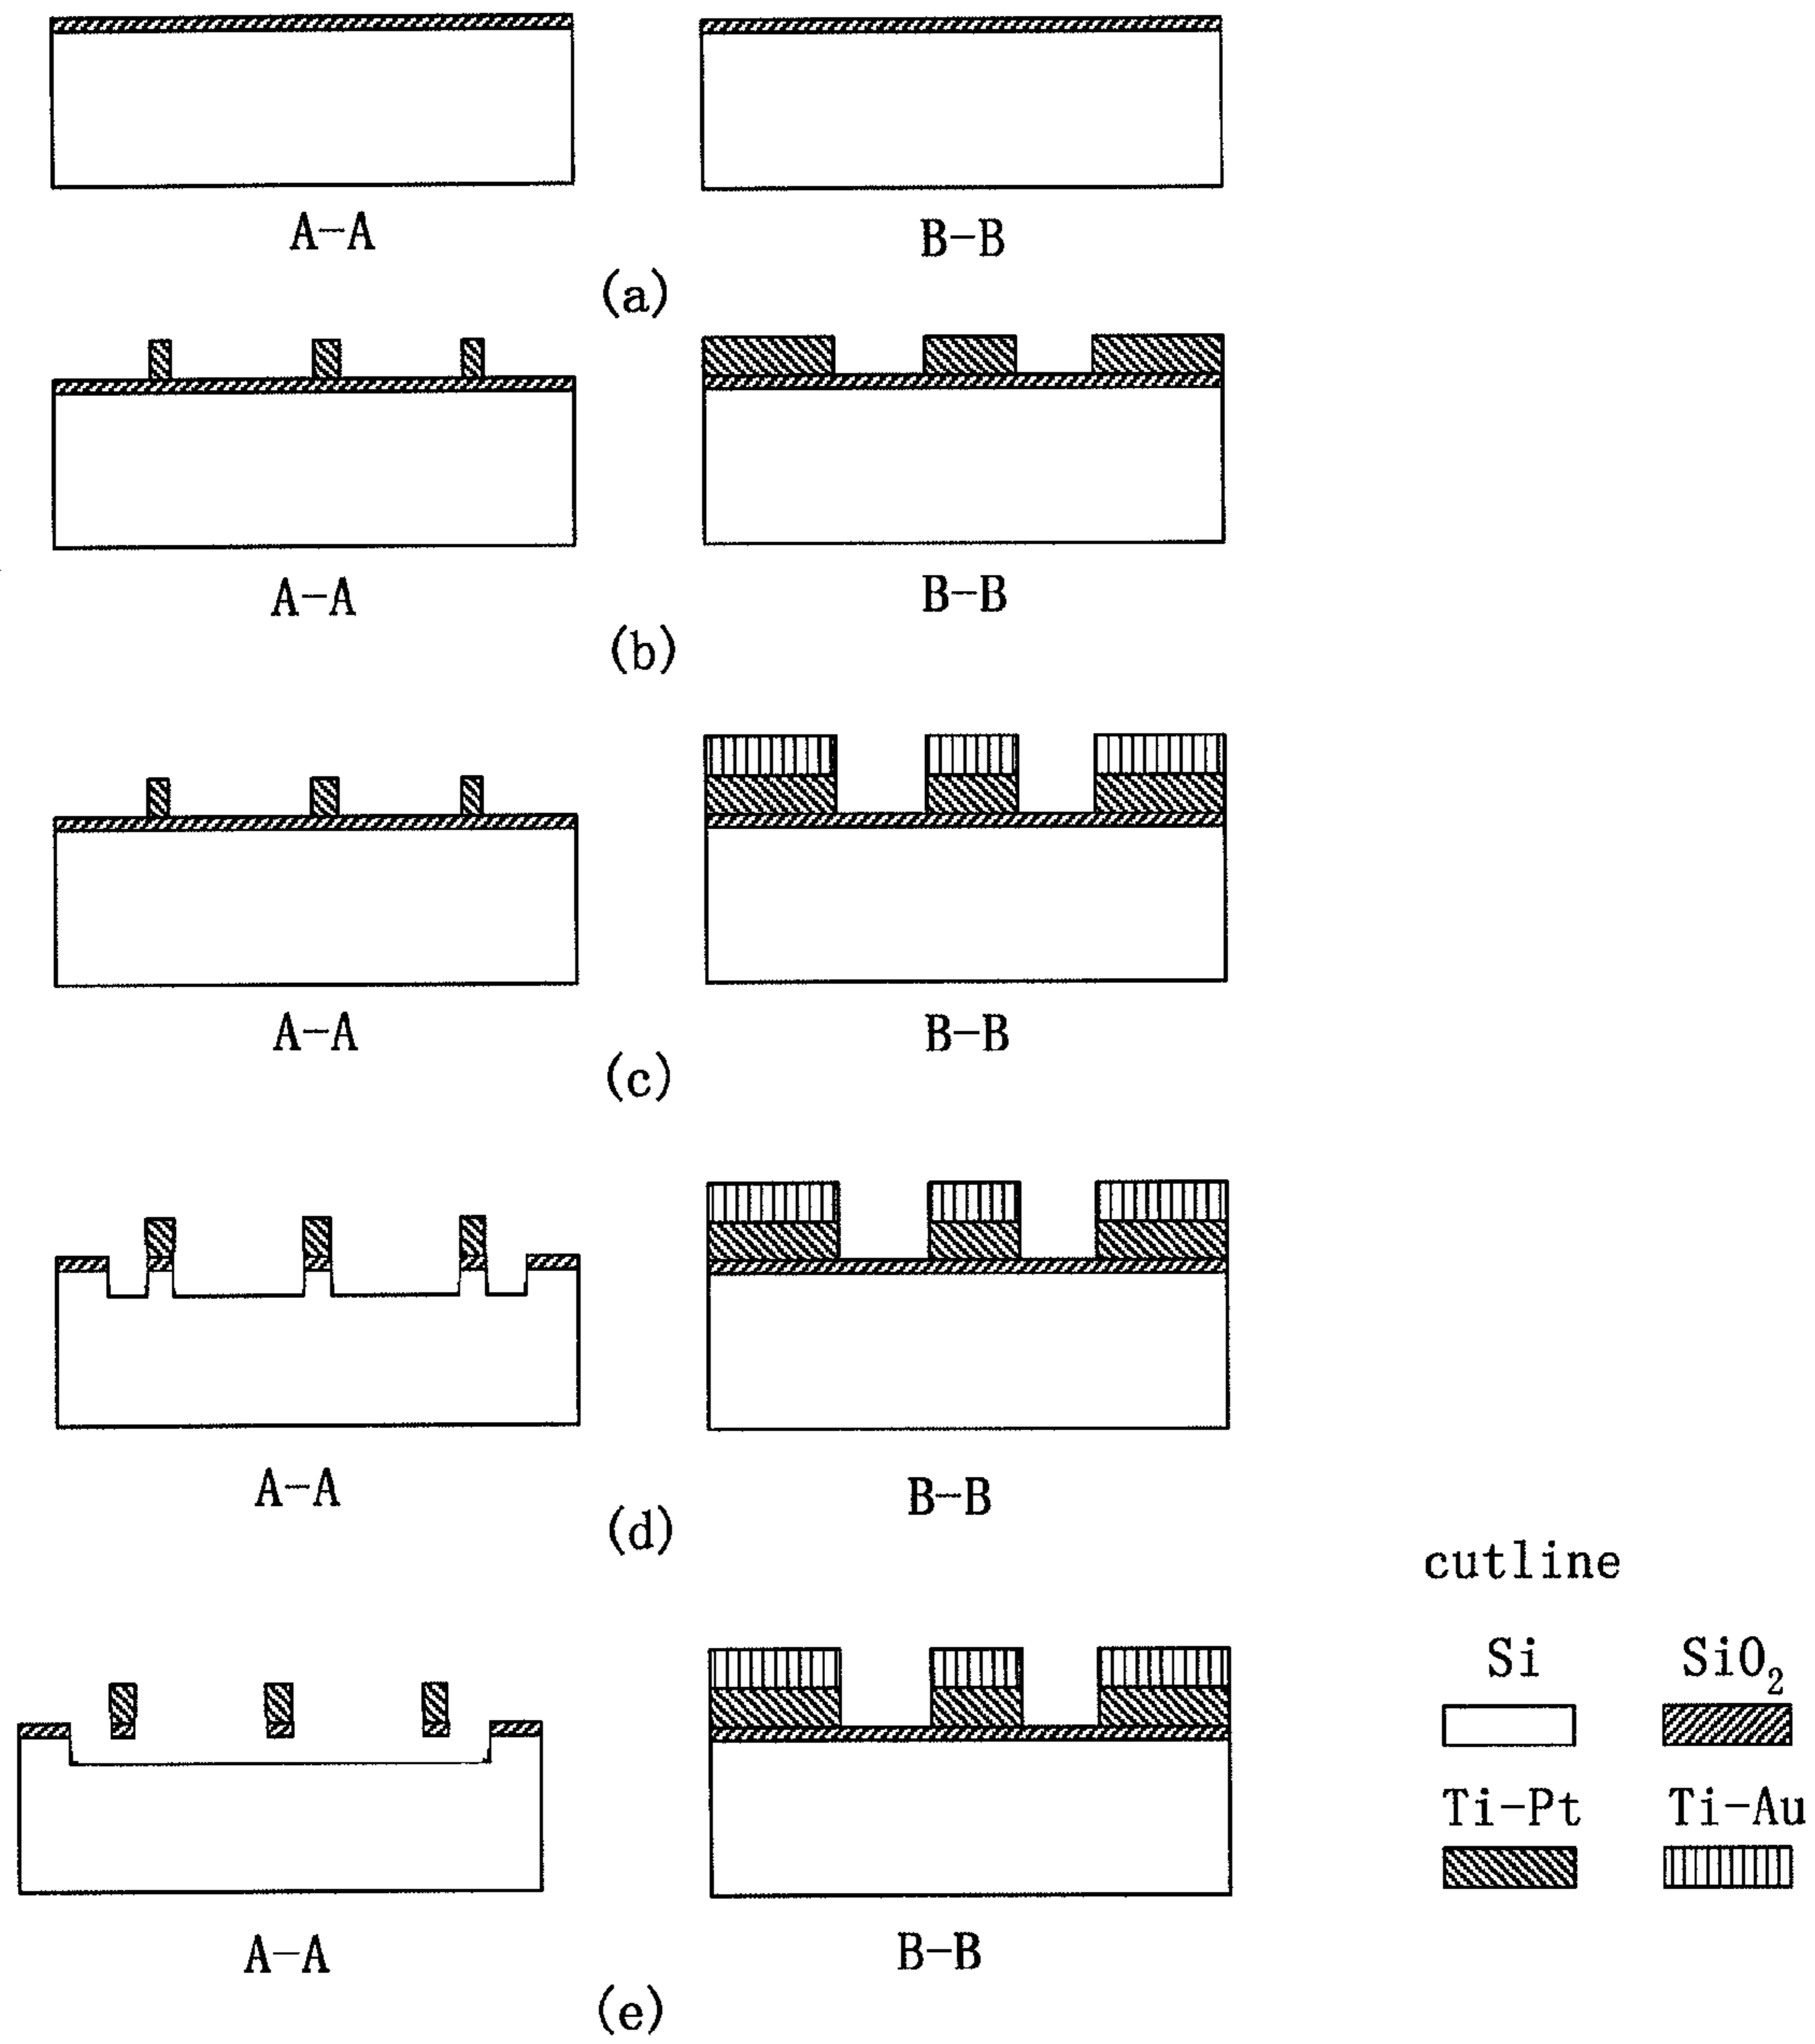 A-A B-B
(a)
A-A B-B
(b)
A-A B-B
(c)
A-A B-B
(d)
cutline
Si SiO₂
Ti-Pt Ti-Au
A-A B-B
(e)